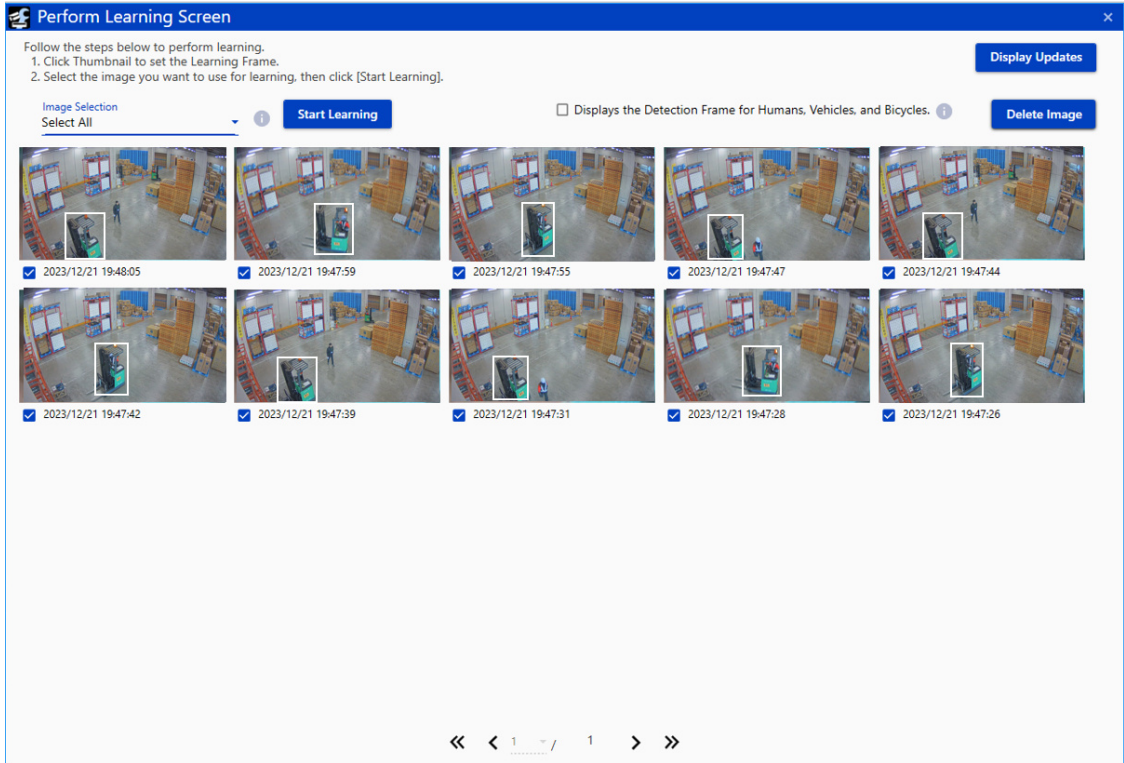 Perform Learning Screen
Follow the steps below to perform learning.
1. Click Thumbnail to set the Learning Frame.
2. Select the image you want to use for learning, then click [Start Learning].
Display Updates
Image Selection
Select All
Start Learning
Displays the Detection Frame for Humans, Vehicles, and Bicycles.
Delete Image
2023/12/21 19:48:05
2023/12/21 19:47:59
2023/12/21 19:47:55
2023/12/21 19:47:47
2023/12/21 19:47:44
2023/12/21 19:47:42
2023/12/21 19:47:39
2023/12/21 19:47:31
2023/12/21 19:47:28
2023/12/21 19:47:26
1 / 1